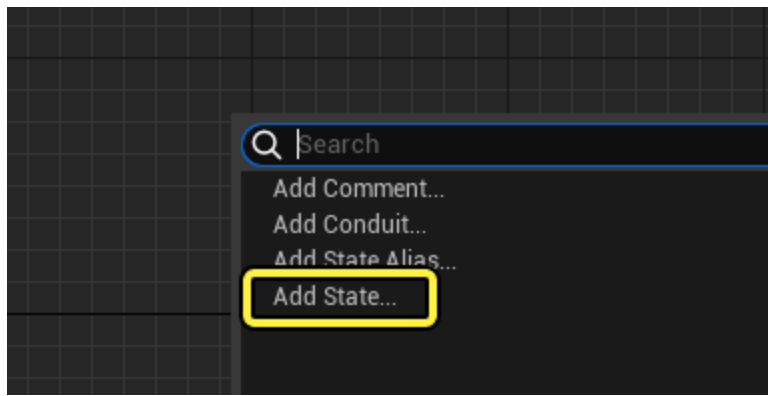 Search
Add Comment...
Add Conduit...
Add State Alias...
Add State...